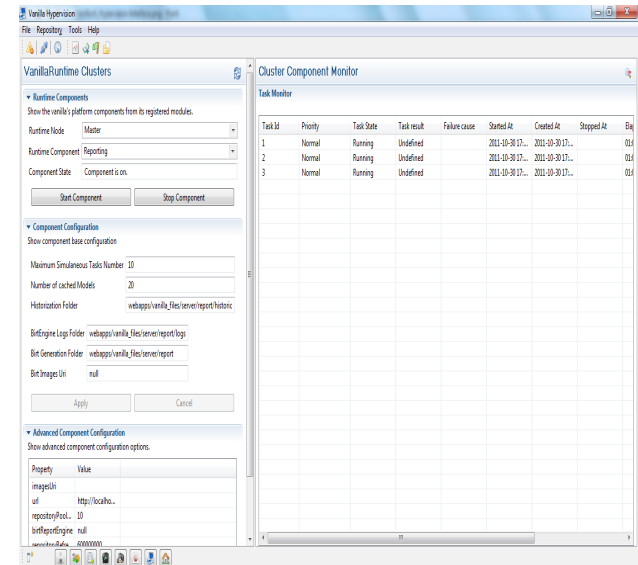 Vanilla Hypervision
File Repository Tools Help
VanillaRuntime Clusters
Runtime Components
Show the vanilla's platform components from its registered modules.
Runtime Node Master
Runtime Component Reporting
Component State Component is on.
Start Component Stop Component
Component Configuration
Show component base configuration
Maximum Simulaneous Tasks Number 10
Number of cached Models 20
Historization Folder webapps/vanilla_files/server/report/historic
BirtEngine Logs Folder webapps/vanilla_files/server/report/logs
Birt Generation Folder webapps/vanilla_files/server/report
Birt Images Uri null
Apply Cancel
Advanced Component Configuration
Show advanced component configuration options.
Property Value
imagesUri
url http://localho...
repositoryPool... 10
birtReportEngine null
repositoryRefre 600000000
Cluster Component Monitor
Task Monitor
Task Id Priority Task State Task result Failure cause Started At Created At Stopped At Elap
1 Normal Running Undefined 2011-10-30 17:... 2011-10-30 17:... 01:
2 Normal Running Undefined 2011-10-30 17:... 2011-10-30 17:... 01:
3 Normal Running Undefined 2011-10-30 17:... 2011-10-30 17:... 01: